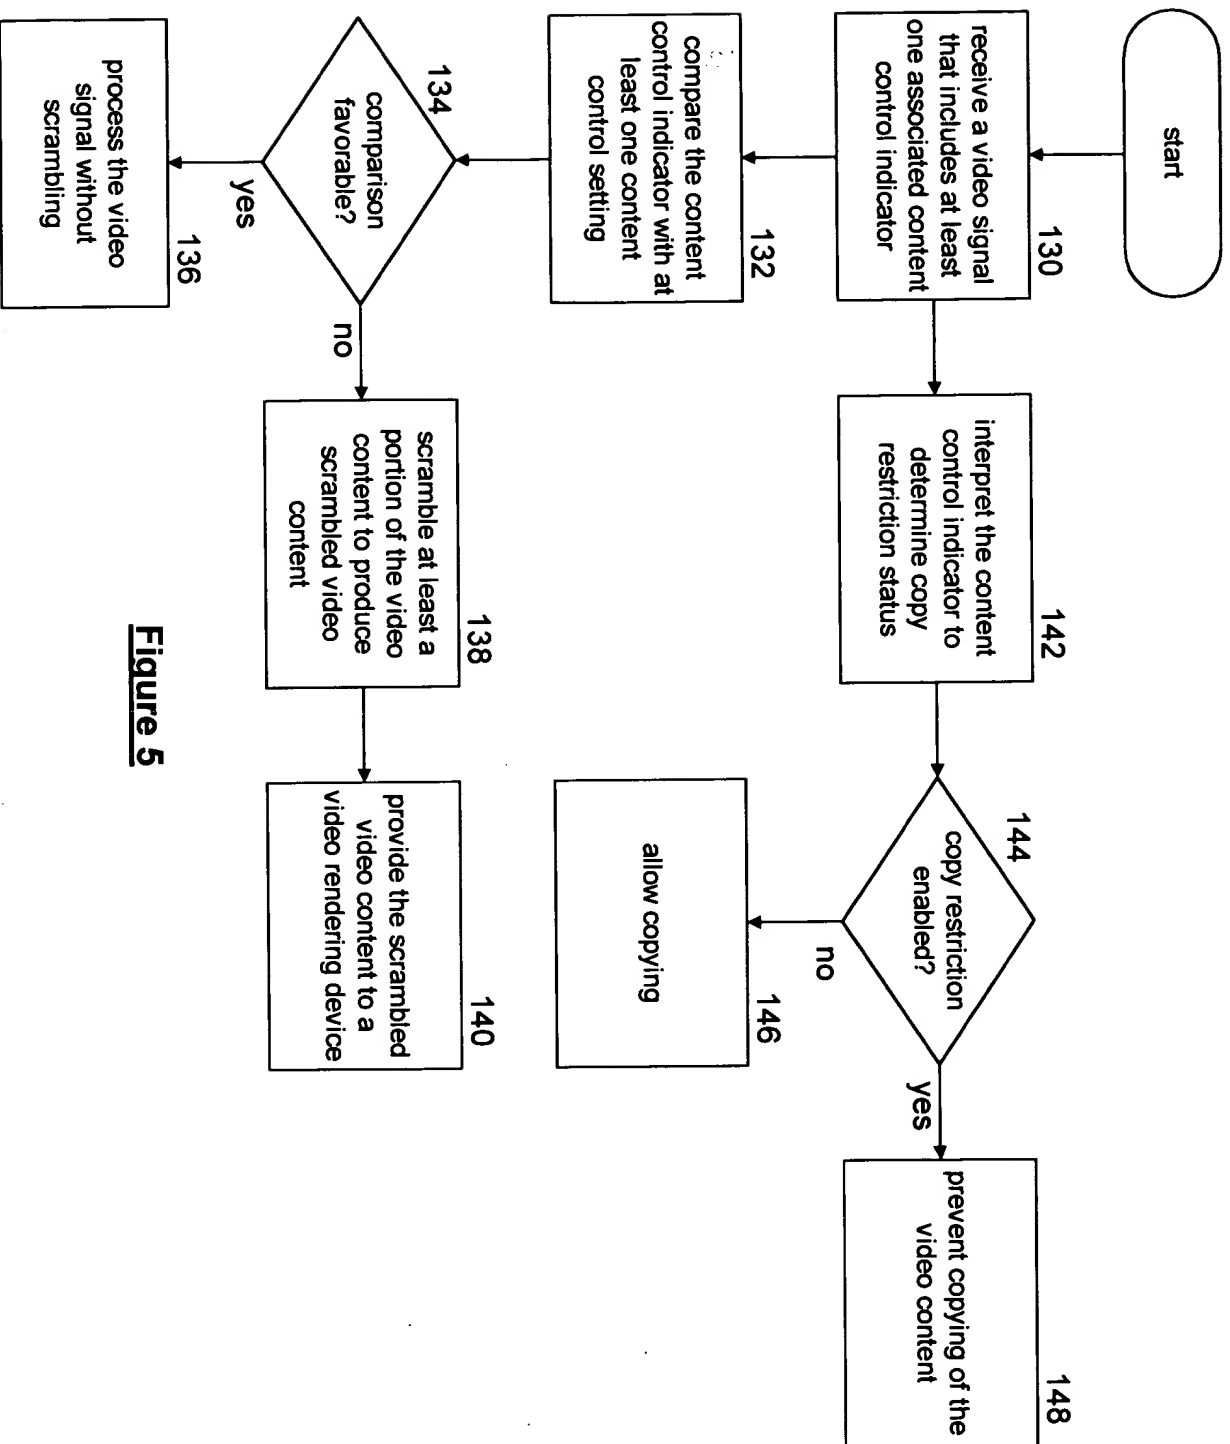 start
130
receive a video signal
that includes at least
one associated content
control indicator
142
interpret the content
control indicator to
determine copy
restriction status
144
copy restriction
enabled?
yes
no
148
prevent copying of the
video content
146
allow copying
132
compare the content
control indicator with at
least one content
control setting
134
comparison
favorable?
no
yes
138
scramble at least a
portion of the video
content to produce
scrambled video
content
140
provide the scrambled
video content to a
video rendering device
136
process the video
signal without
scrambling
Figure 5